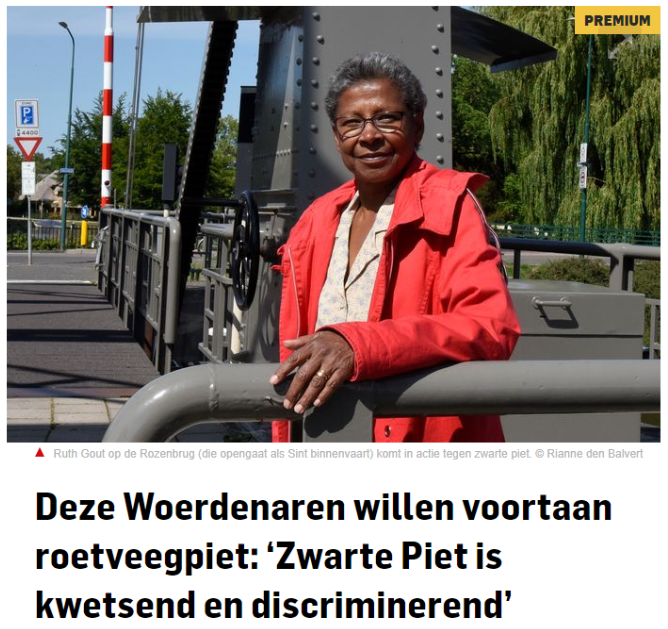 PREMIUM
P
4400
Ruth Gout op de Rozenbrug (die opengaat als Sint binnenvaart) komt in actie tegen zwarte piet. © Rianne den Balvert
Deze Woerdenaren willen voortaan
roetveegpiet: ‘Zwarte Piet is
kwetsend en discriminerend’